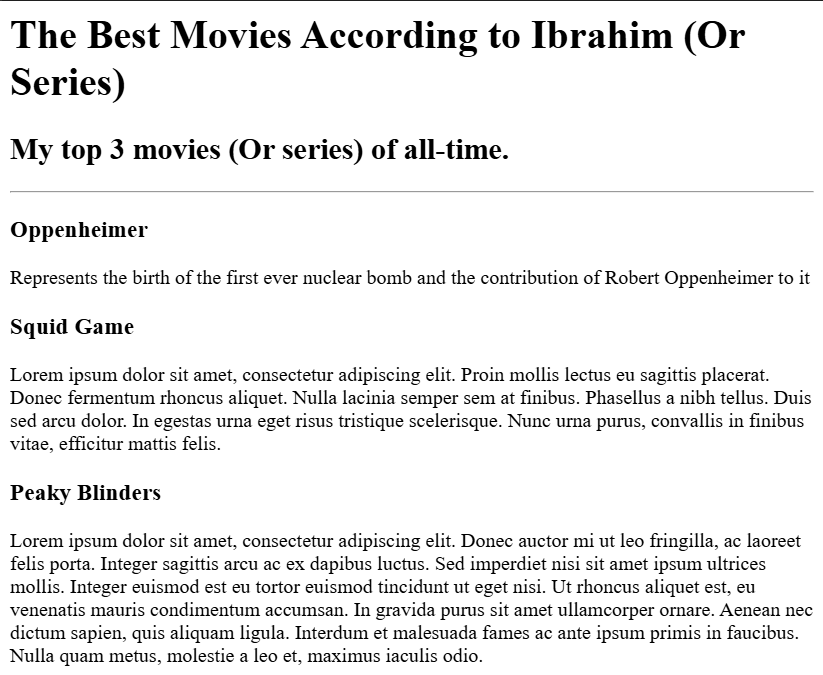 The Best Movies According to Ibrahim (Or
Series)
My top 3 movies (Or series) of all-time.
Oppenheimer
Represents the birth of the first ever nuclear bomb and the contribution of Robert Oppenheimer to it
Squid Game
Lorem ipsum dolor sit amet, consectetur adipiscing elit. Proin mollis lectus eu sagittis placerat.
Donec fermentum rhoncus aliquet. Nulla lacinia semper sem at finibus. Phasellus a nibh tellus. Duis
sed arcu dolor. In egestas urna eget risus tristique scelerisque. Nunc urna purus, convallis in finibus
vitae, efficitur mattis felis.
Peaky Blinders
Lorem ipsum dolor sit amet, consectetur adipiscing elit. Donec auctor mi ut leo fringilla, ac laoreet
felis porta. Integer sagittis arcu ac ex dapibus luctus. Sed imperdiet nisi sit amet ipsum ultrices
mollis. Integer euismod est eu tortor euismod tincidunt ut eget nisi. Ut rhoncus aliquet est, eu
venenatis mauris condimentum accumsan. In gravida purus sit amet ullamcorper ornare. Aenean nec
dictum sapien, quis aliquam ligula. Interdum et malesuada fames ac ante ipsum primis in faucibus.
Nulla quam metus, molestie a leo et, maximus iaculis odio.